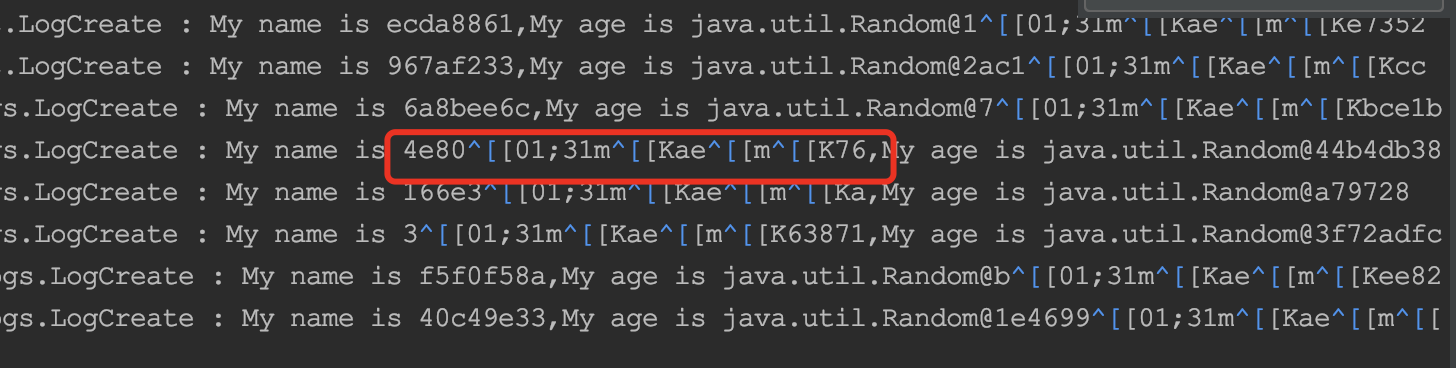 .LogCreate : My name is ecda8861,My age is java.util.Random@1^[[01;31m^[[Kae^[[m^[[Ke7352
.LogCreate : My name is 967af233,My age is java.util.Random@2ac1^[[01;31m^[[Kae^[[m^[[Kcc
gs.LogCreate : My name is 6a8bee6c,My age is java.util.Random@7^[[01;31m^[[Kae^[[m^[[Kbce1b
gs.LogCreate : My name is 4e80^[[01;31m^[[Kae^[[m^[[K76,My age is java.util.Random@44b4db38
gs.LogCreate : My name is 166e3^[[01;31m^[[Kae^[[m^[[Ka,My age is java.util.Random@a79728
gs.LogCreate : My name is 3^[[01;31m^[[Kae^[[m^[[K63871,My age is java.util.Random@3f72adfc
ogs.LogCreate : My name is f5f0f58a,My age is java.util.Random@b^[[01;31m^[[Kae^[[m^[[Kee82
ogs.LogCreate : My name is 40c49e33,My age is java.util.Random@1e4699^[[01;31m^[[Kae^[[m^[[